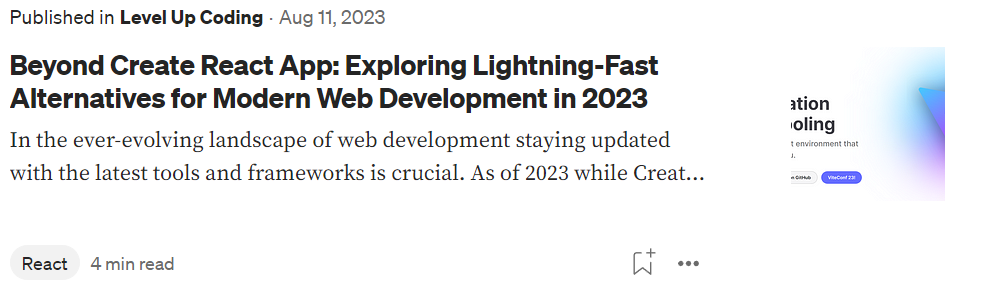 Published in Level Up Coding · Aug 11, 2023
Beyond Create React App: Exploring Lightning-Fast
Alternatives for Modern Web Development in 2023
In the ever-evolving landscape of web development staying updated
with the latest tools and frameworks is crucial. As of 2023 while Creat...
ation
ooling
t environment that
u.
n GitHub
ViteConf 23!
React
4 min read